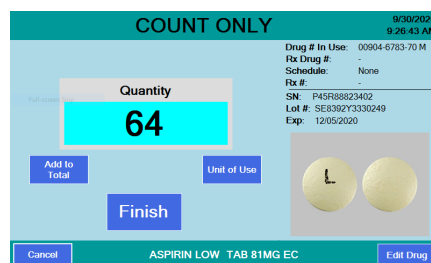 COUNT ONLY
9/30/202
9:26:43 AM
Drug # In Use: 00904-6783-70 M
Rx Drug #: -
Schedule: None
Rx #: -
SN: P45R88823402
Lot #: SE8392Y3330249
Exp: 12/05/2020
Quantity
64
Add to
Total
Unit of Use
Finish
L
Cancel
ASPIRIN LOW TAB 81MG EC
Edit Drug